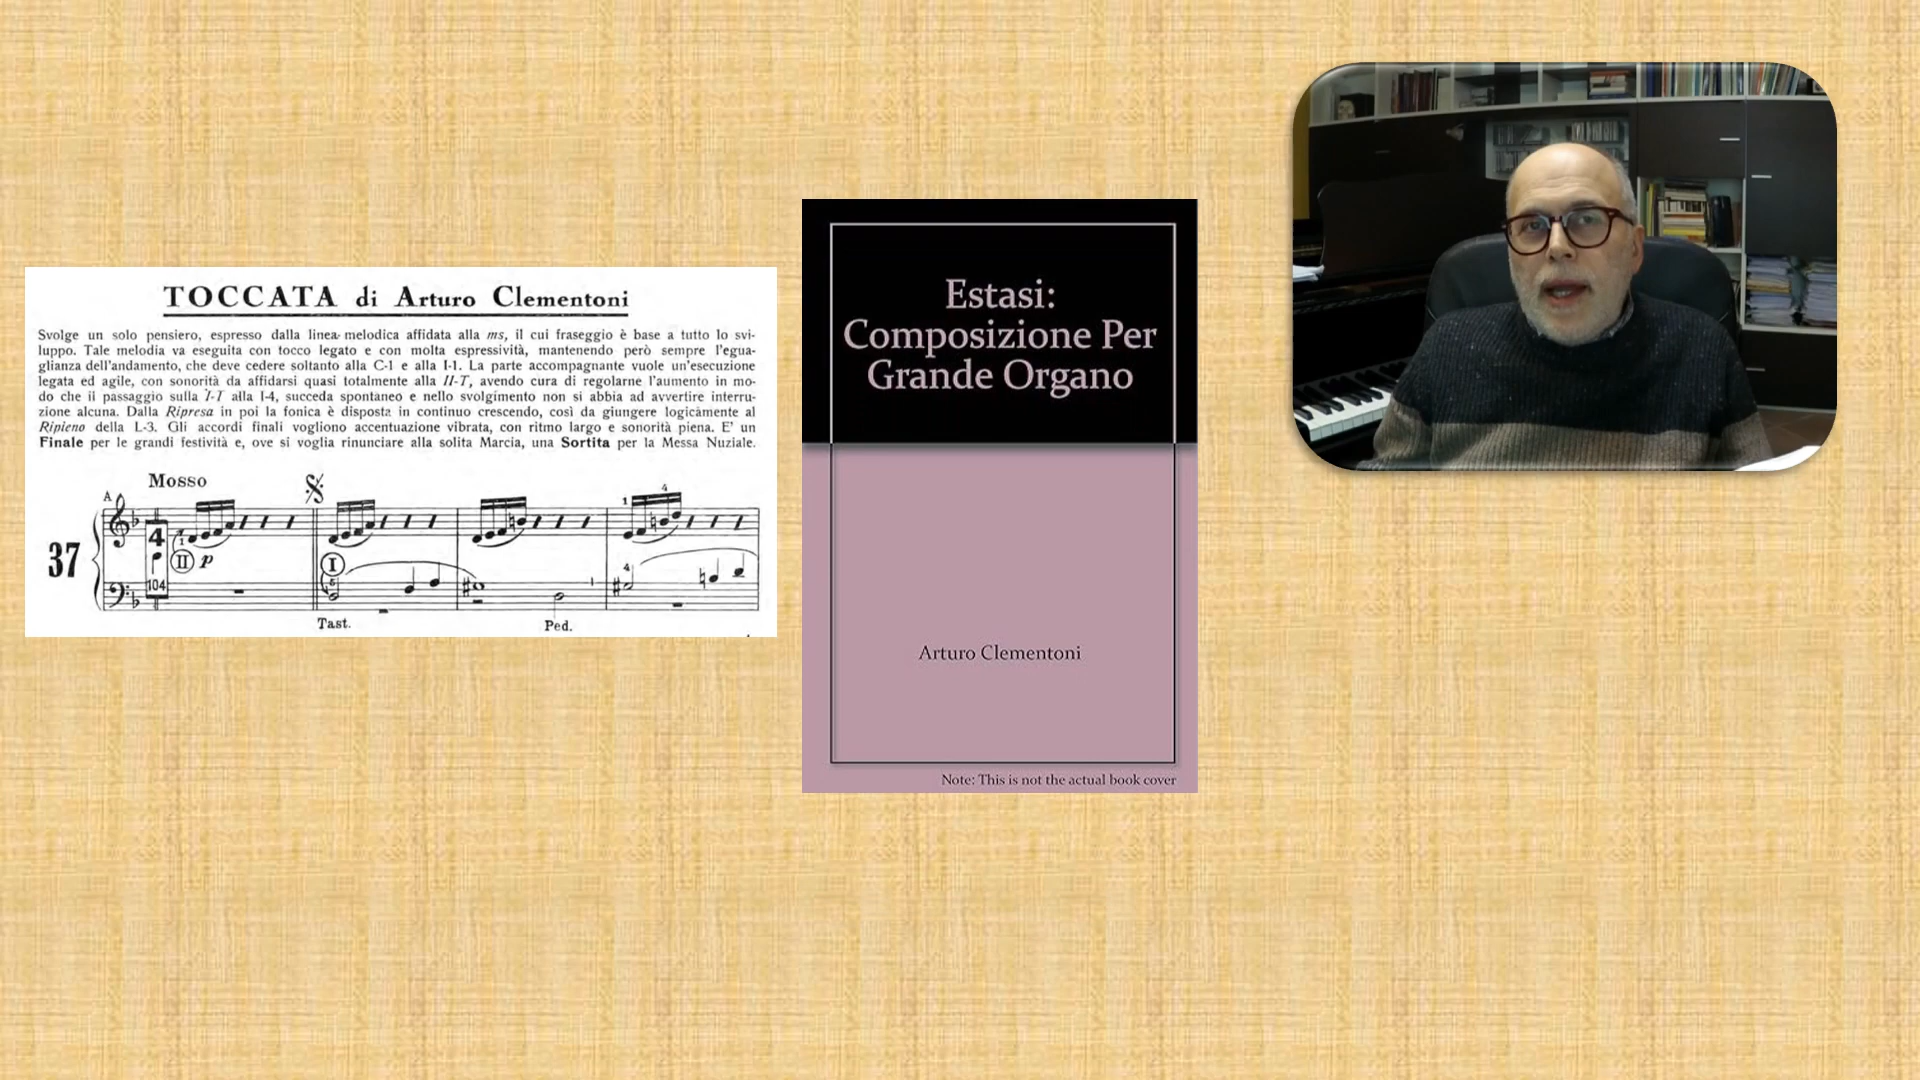 TOCCATA di Arturo Clementoni
Svolge un solo pensiero, espresso dalla linea melodica affidata alla ms, il cui fraseggio è base a tutto lo svi-
luppo. Tale melodia va eseguita con tocco legato e con molta espressività, mantenendo però sempre l'egua-
glianza dell'andamento, che deve cedere soltanto alla C-1 e alla I-1. La parte accompagnante vuole un'esecuzione
legata ed agile, con sonorità da affidarsi quasi totalmente alla II-T, avendo cura di regolarne l'aumento in mo-
do che il passaggio sulla I-T alla I-4, succeda spontaneo e nello svolgimento non si abbia ad avvertire interru-
zione alcuna. Dalla Ripresa in poi la fonica è disposta in continuo crescendo, così da giungere logicamente al
Ripieno della L-3. Gli accordi finali vogliono accentuazione vibrata, con ritmo largo e sonorità piena. E' un
Finale per le grandi festività e, ove si voglia rinunciare alla solita Marcia, una Sortita per la Messa Nuziale.
Mosso
A
37
4
104
1
II p
I
5
1 4
4
Tast.
Ped.
Estasi:
Composizione Per
Grande Organo
Arturo Clementoni
Note: This is not the actual book cover